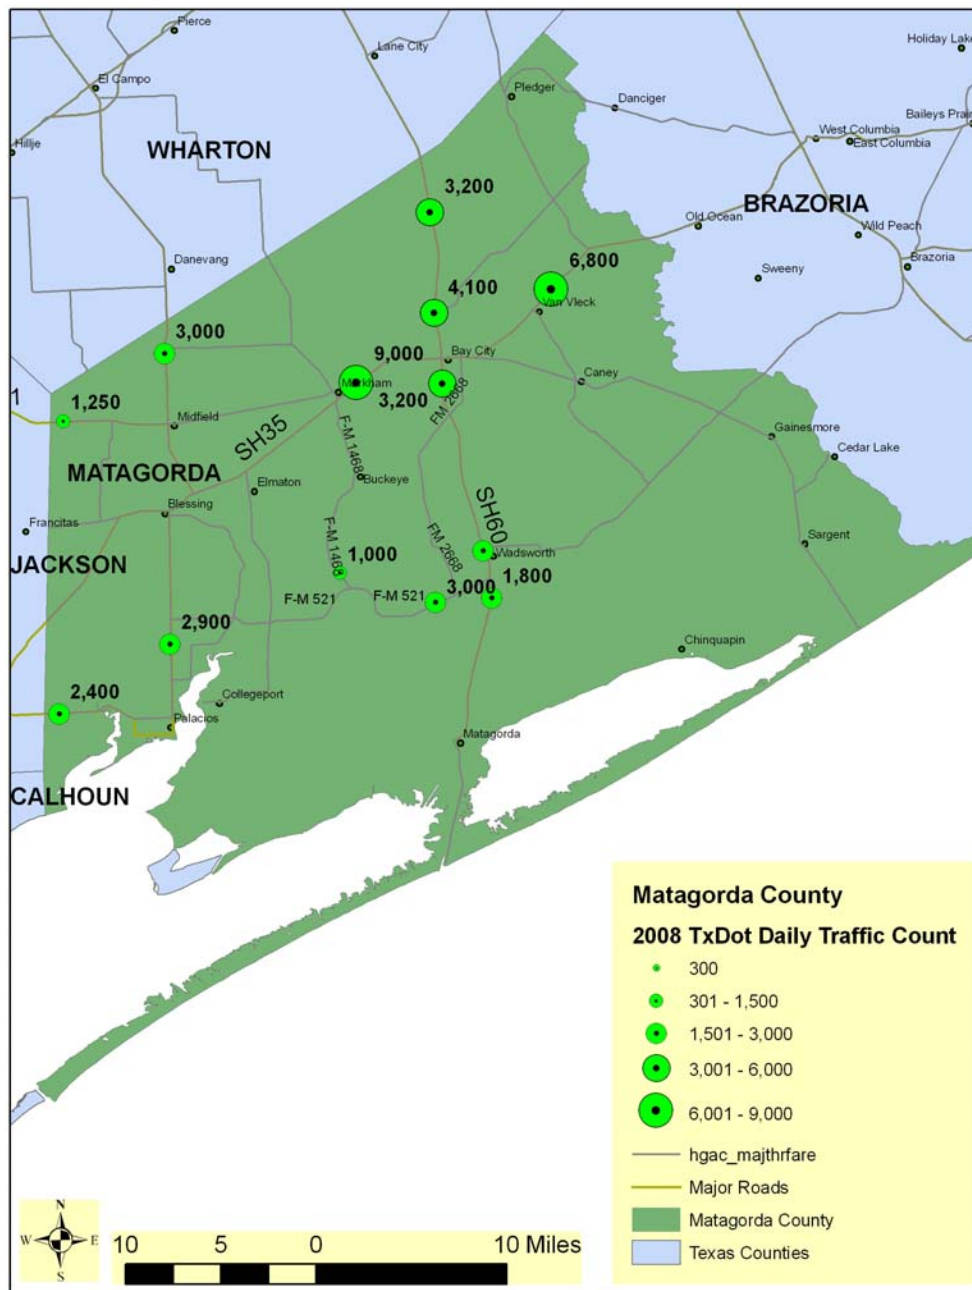 Pierce
Holiday Lake
Lane City
El Campo
Pledger
Danciger
Baileys Prair
West Columbia
East Columbia
Hillje
WHARTON
3,200
BRAZORIA
Old Ocean
Wild Peach
Danevang
6,800
Brazoria
Sweeny
4,100
Van Vleck
3,000
9,000
Bay City
Markham
Caney
1
1,250
3,200
FM 2668
Midfield
SH35
F-M 1468
Gainesmore
Cedar Lake
MATAGORDA
Elmaton
Buckeye
Blessing
SH60
Francitas
F-M 1468
FM 2668
Sargent
JACKSON
1,000
Wadsworth
F-M 521
F-M 521
3,000
1,800
2,900
Chinquapin
2,400
Collegeport
Palacios
Matagorda
CALHOUN
Matagorda County
2008 TxDot Daily Traffic Count
300
301 - 1,500
1,501 - 3,000
3,001 - 6,000
6,001 - 9,000
hgac_majthrfare
Major Roads
Matagorda County
Texas Counties
N
W E
S
10 5 0 10 Miles